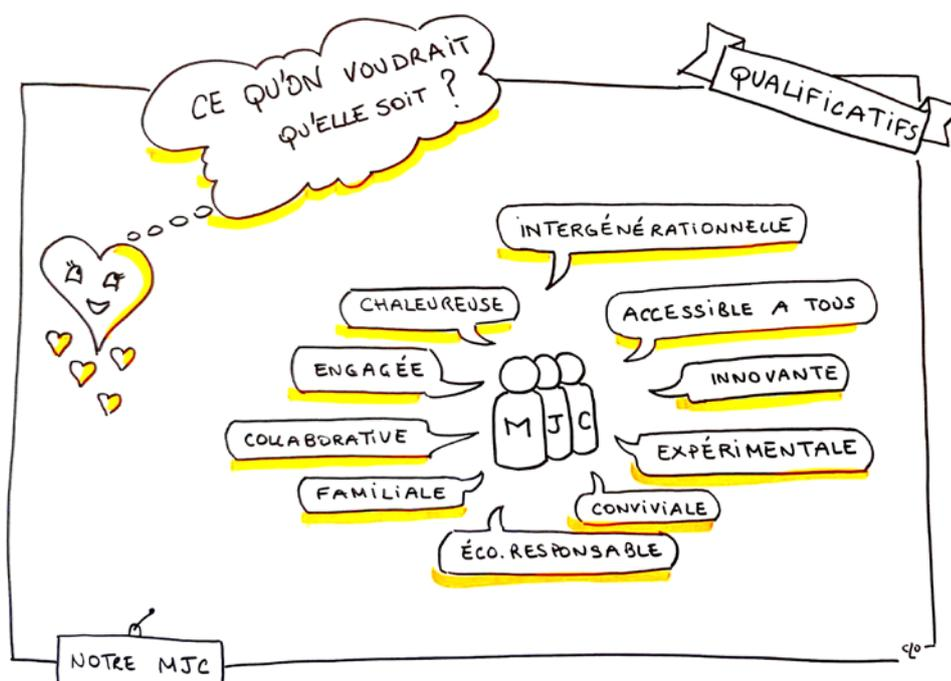 CE QU'ON VOUDRAIT
QU'ELLE SOIT ?
QUALIFICATIFS
INTERGÉNÉRATIONNELLE
CHALEUREUSE
ACCESSIBLE A TOUS
ENGAGÉE
INNOVANTE
COLLABORATIVE
EXPÉRIMENTALE
FAMILIALE
CONVIVIALE
ÉCO.RESPONSABLE
M J C
NOTRE MJC
clo